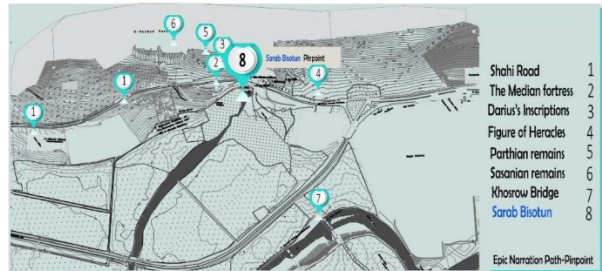 6
5
3
8
Sarab Bisotun Pinpoint
2
4
1
1
7
Shahi Road 1
The Median fortress 2
Darius's Inscriptions 3
Figure of Heracles 4
Parthian remains 5
Sasanian remains 6
Khosrow Bridge 7
Sarab Bisotun 8
Epic Narration Path-Pinpoint